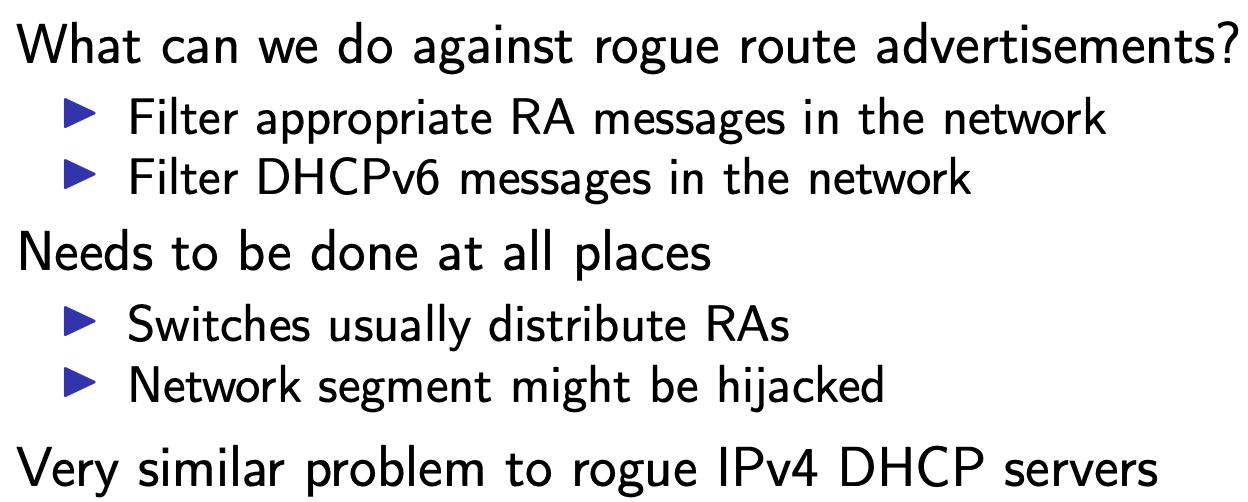 What can we do against rogue route advertisements?
Filter appropriate RA messages in the network
Filter DHCPv6 messages in the network
Needs to be done at all places
Switches usually distribute RAs
Network segment might be hijacked
Very similar problem to rogue IPv4 DHCP servers